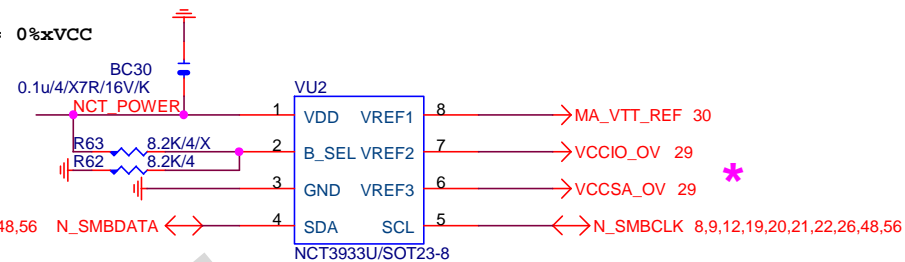 0%xVCC
BC30
0.1u/4/X7R/16V/K
NCT_POWER
VU2
1 VDD VREF1 8 MA_VTT_REF 30
R63 8.2K/4/X
2 B_SEL VREF2 7 VCCIO_OV 29
R62 8.2K/4
3 GND VREF3 6 VCCSA_OV 29 *
48,56 N_SMBDATA 4 SDA SCL 5 N_SMBCLK 8,9,12,19,20,21,22,26,48,56
NCT3933U/SOT23-8